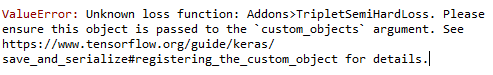 ValueError: Unknown loss function: Addons>TripletSemiHardLoss. Please
ensure this object is passed to the `custom_objects` argument. See
https://www.tensorflow.org/guide/keras/
save_and_serialize#registering_the_custom_object for details.